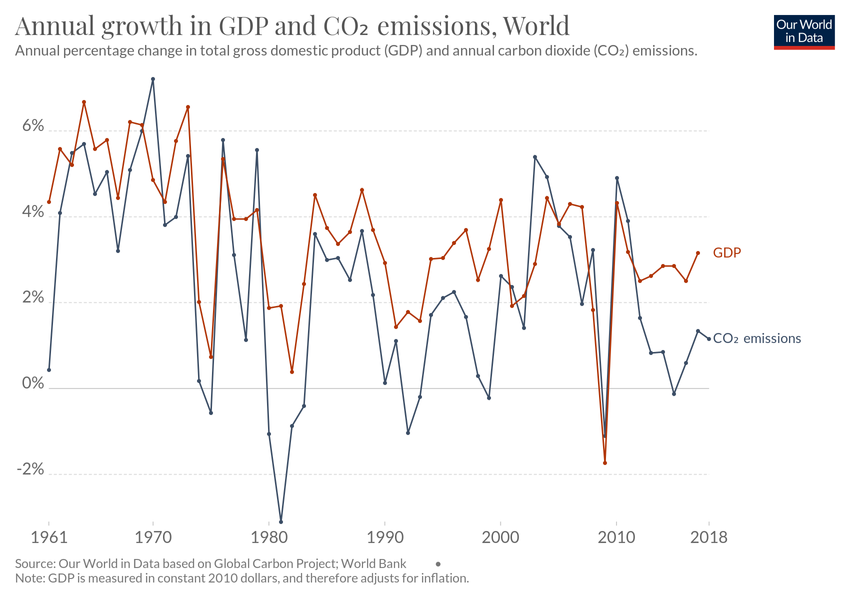 Annual growth in GDP and CO₂ emissions, World
Annual percentage change in total gross domestic product (GDP) and annual carbon dioxide (CO₂) emissions.
Our World
in Data
6%
4%
2%
0%
-2%
GDP
CO₂ emissions
1961 1970 1980 1990 2000 2010 2018
Source: Our World in Data based on Global Carbon Project; World Bank •
Note: GDP is measured in constant 2010 dollars, and therefore adjusts for inflation.